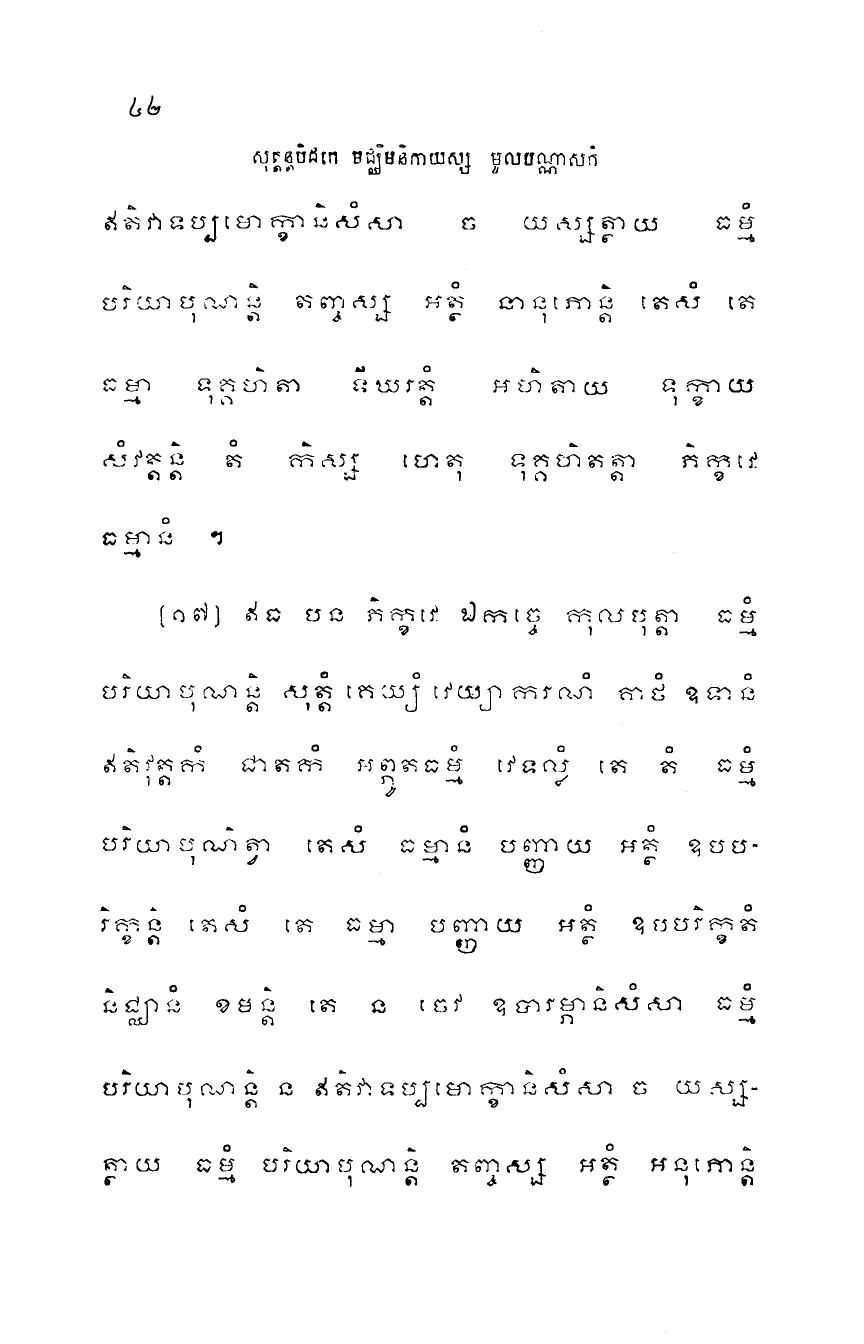 ៤២
សុត្តន្តបិដកេ មជ្ឈិមនិកាយស្ស មូលបណ្ណាសកំ
ឥតិវាទប្បមោក្ខានិសំសា ច យស្សត្ថាយ ធម្មំ
បរិយាបុណន្តិ តញ្ចស្ស អត្ថំ នានុភោន្តិ តេសំ តេ
ធម្មា ទុគ្គហិតា ទីឃរត្តំ អហិតាយ ទុក្ខាយ
សំវត្តន្តិ តំ កិស្ស ហេតុ ទុគ្គហិតត្តា ភិក្ខវេ
ធម្មានំ ។
[១៧] ឥធ បន ភិក្ខវេ ឯកច្ចេ កុលបុត្តា ធម្មំ
បរិយាបុណន្តិ សុត្តំ គេយ្យំ វេយ្យាករណំ គាថំ ឧទានំ
ឥតិវុត្តកំ ជាតកំ អព្ភូតធម្មំ វេទល្លំ តេ តំ ធម្មំ
បរិយាបុណិត្វា តេសំ ធម្មានំ បញ្ញាយ អត្ថំ ឧបប-
រិក្ខន្តិ តេសំ តេ ធម្មា បញ្ញាយ អត្ថំ ឧបបរិក្ខតំ
និជ្ឈានំ ខមន្តិ តេ ន ចេវ ឧបារម្ភានិសំសា ធម្មំ
បរិយាបុណន្តិ ន ឥតិវាទប្បមោក្ខានិសំសា ច យស្ស-
ត្ថាយ ធម្មំ បរិយាបុណន្តិ តញ្ចស្ស អត្ថំ អនុភោន្តិ